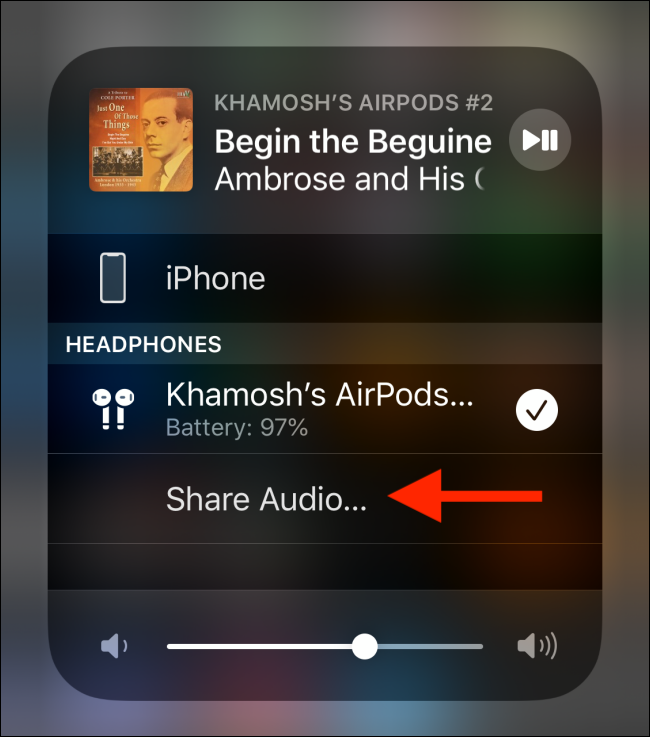 A Tribute to
COLE PORTER
Just One
Of Those
Things
KHAMOSH'S AIRPODS #2
Begin the Beguine
Ambrose and His
iPhone
HEADPHONES
Khamosh's AirPods...
Battery: 97%
Share Audio...